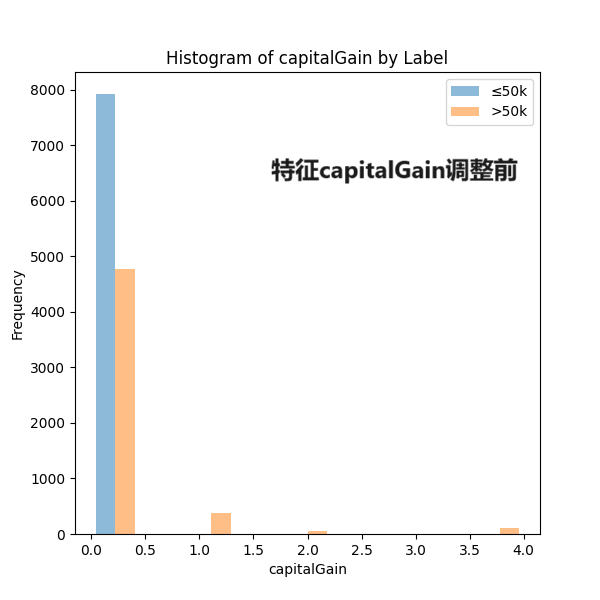 Histogram of capitalGain by Label
≤50k
>50k
特征capitalGain调整前
Frequency
8000
7000
6000
5000
4000
3000
2000
1000
0
0.0 0.5 1.0 1.5 2.0 2.5 3.0 3.5 4.0
capitalGain